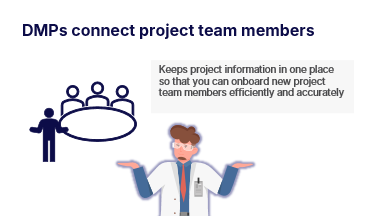 DMPs connect project team members
Keeps project information in one place
so that you can onboard new project
team members efficiently and accurately